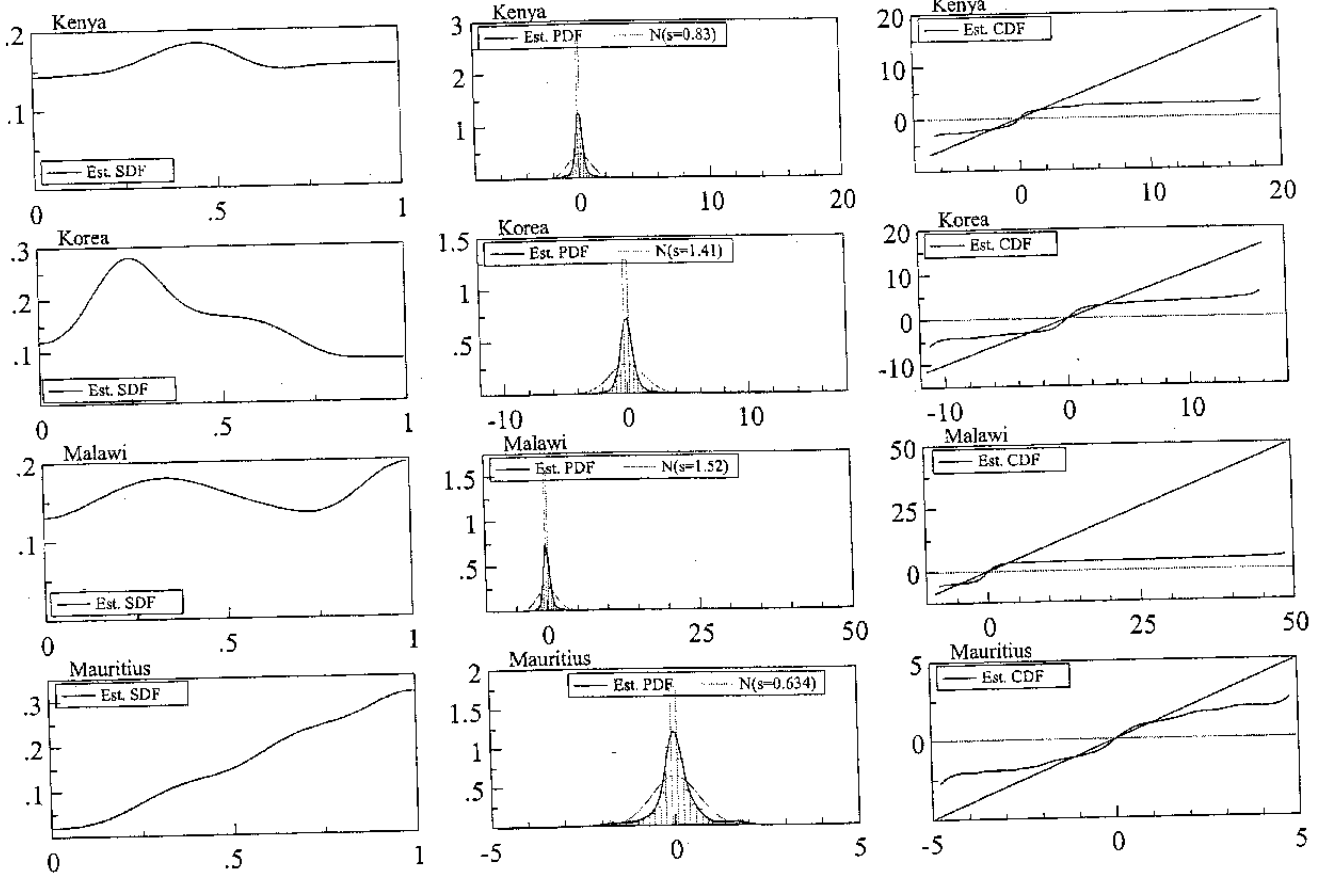 Kenya
.2
.1
Est. SDF
0 .5 1
Kenya
3
2
1
Est. PDF N(s=0.83)
0 10 20
Kenya
20
10
0
Est. CDF
0 10 20
Korea
.3
.2
.1
Est. SDF
0 .5 1
Korea
1.5
1
.5
Est. PDF N(s=1.41)
-10 0 10
Korea
20
10
0
-10
Est. CDF
-10 0 10
Malawi
.2
.1
Est. SDF
0 .5 1
Malawi
1.5
1
.5
Est. PDF N(s=1.52)
0 25 50
Malawi
50
25
0
Est. CDF
0 25 50
Mauritius
.3
.2
.1
Est. SDF
0 .5 1
Mauritius
2
1.5
1
.5
Est. PDF N(s=0.634)
-5 0 5
Mauritius
5
0
Est. CDF
-5 0 5